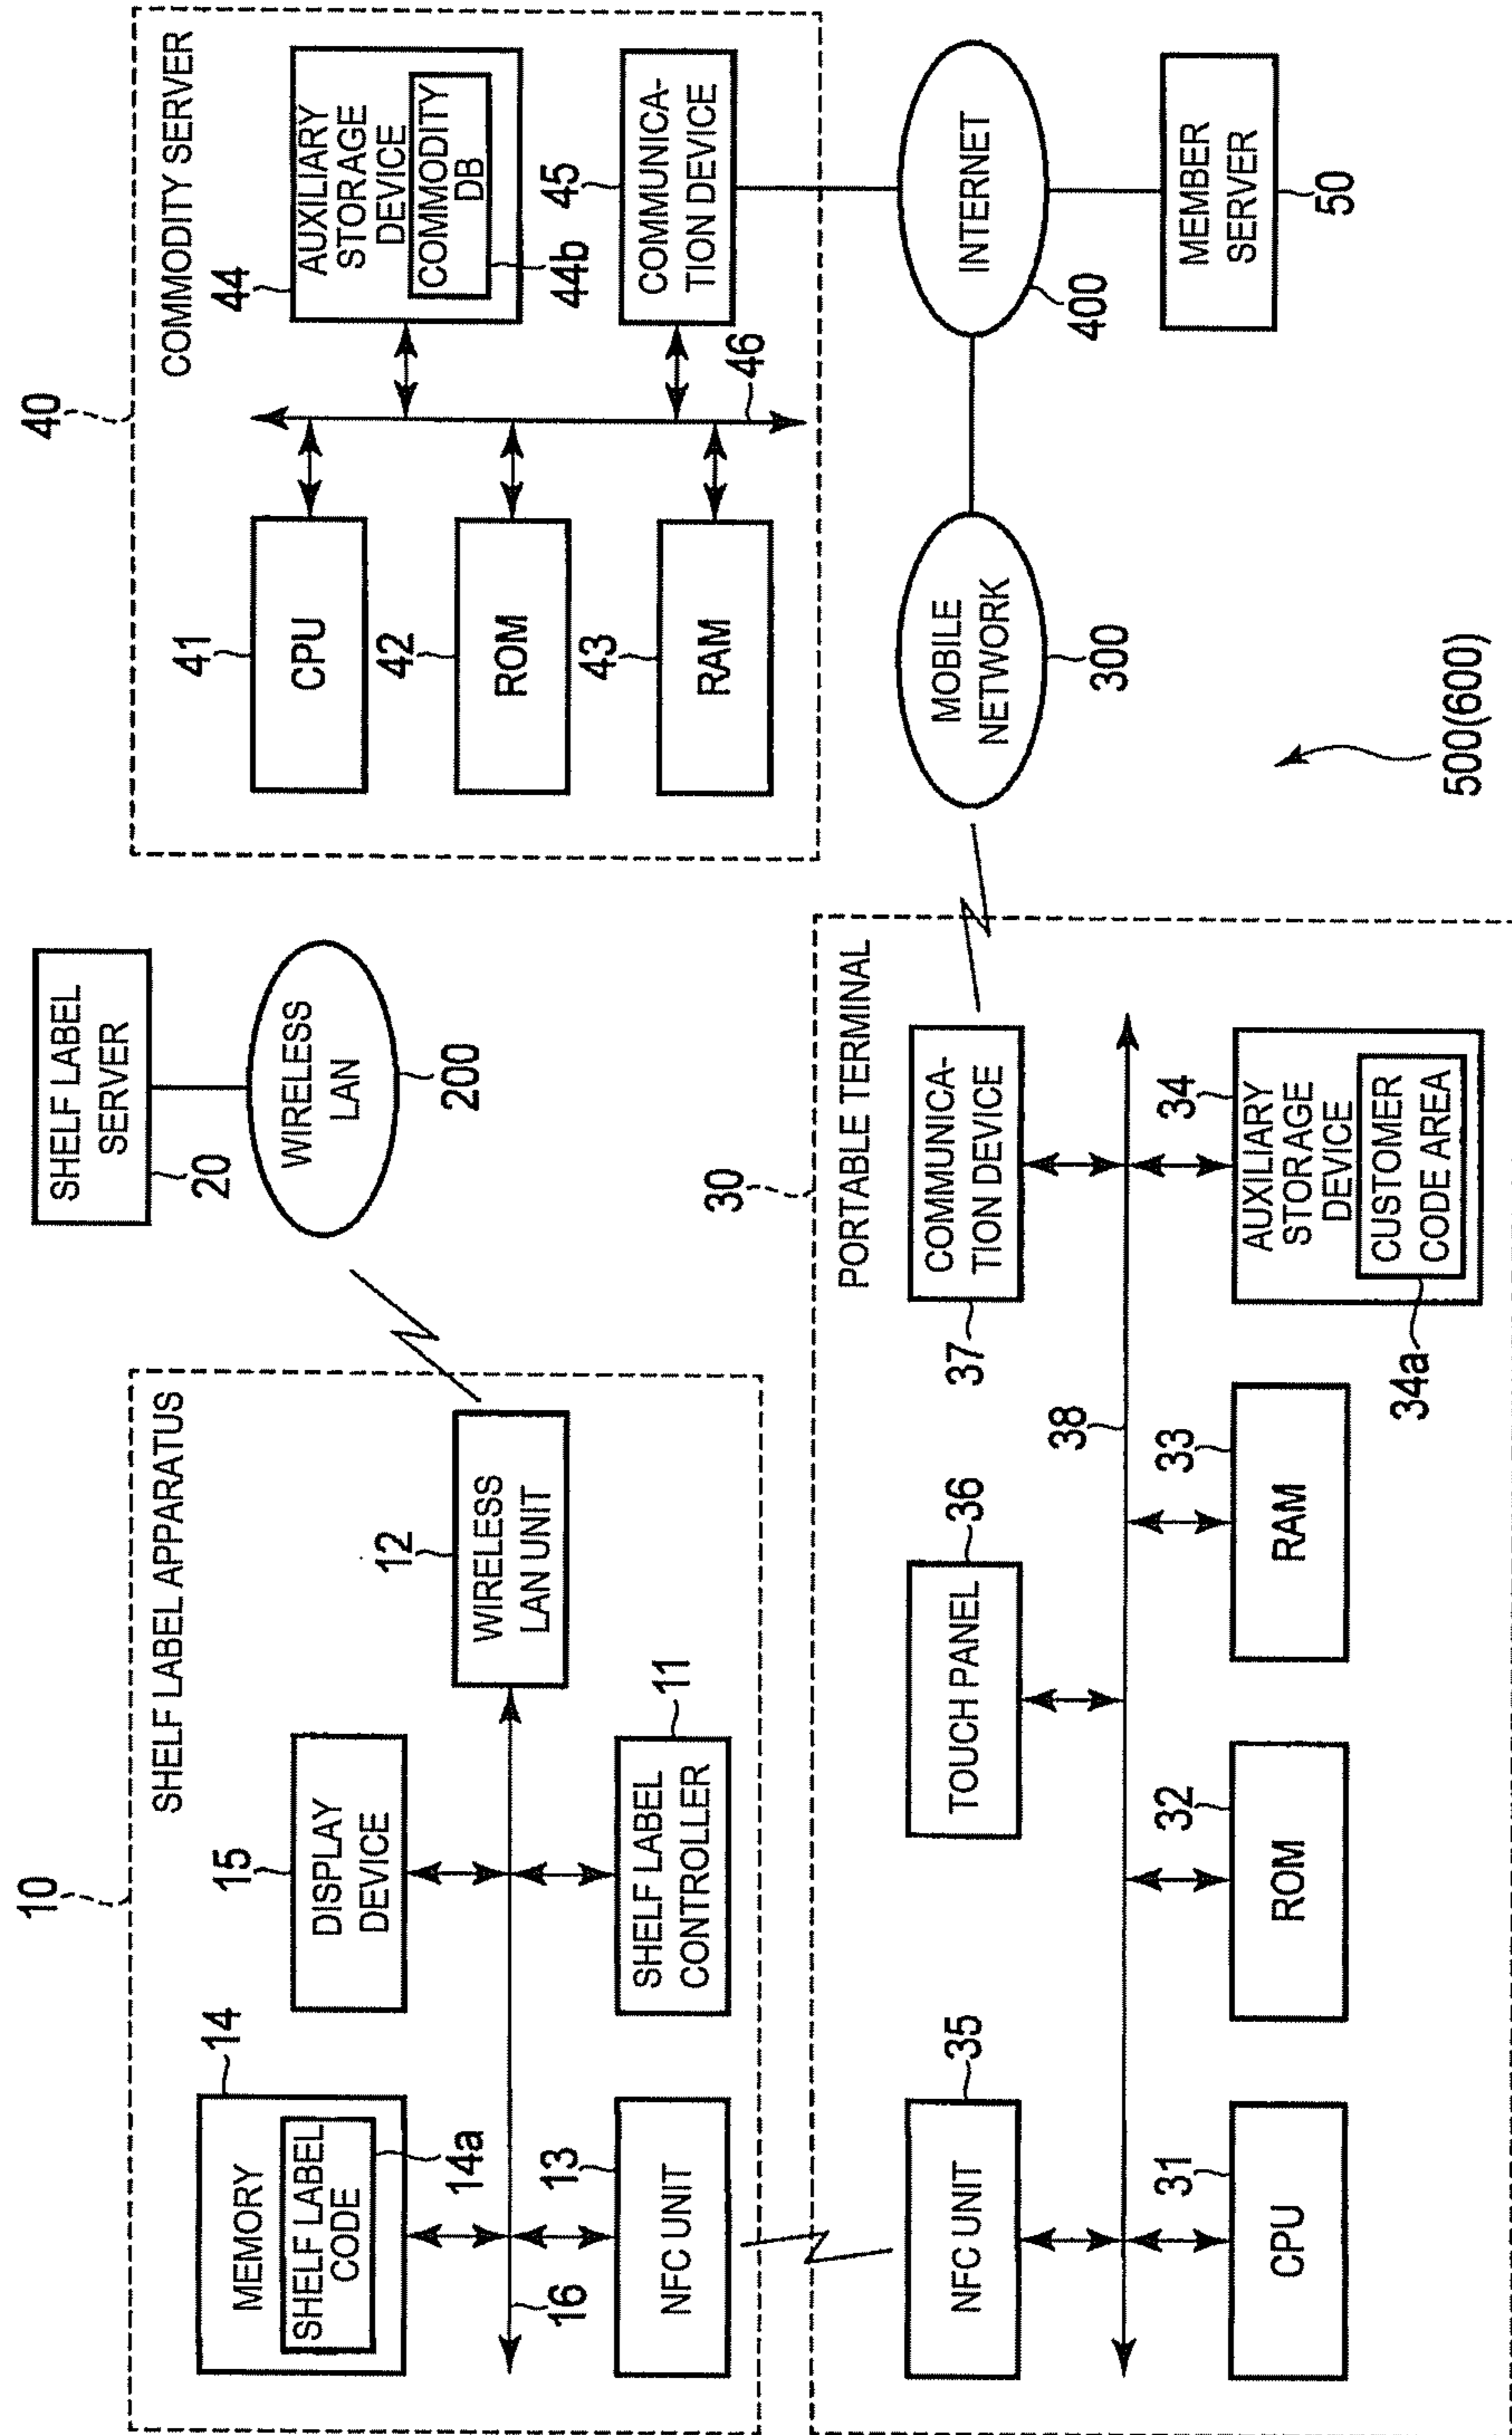 10
SHELF LABEL APPARATUS
14
MEMORY
SHELF LABEL
CODE
14a
15
DISPLAY
DEVICE
16
13
NFC UNIT
SHELF LABEL
CONTROLLER
11
12
WIRELESS
LAN UNIT
SHELF LABEL
SERVER
20
WIRELESS
LAN
200
40
COMMODITY SERVER
41
CPU
42
ROM
43
RAM
44
AUXILIARY
STORAGE
DEVICE
COMMODITY
DB
44b
45
COMMUNICA-
TION DEVICE
46
30
PORTABLE TERMINAL
NFC UNIT
35
TOUCH PANEL
36
37
COMMUNICA-
TION DEVICE
38
31
CPU
32
ROM
33
RAM
34
AUXILIARY
STORAGE
DEVICE
CUSTOMER
CODE AREA
34a
MOBILE
NETWORK
300
INTERNET
400
MEMBER
SERVER
50
500(600)